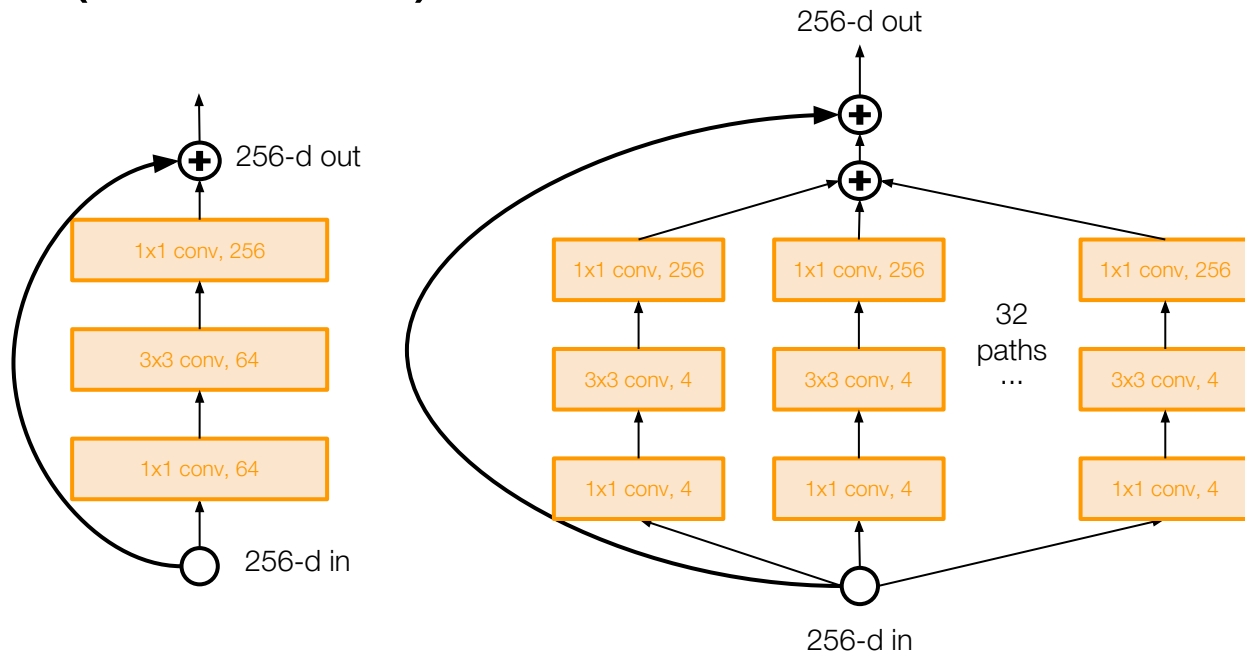 256-d out
1x1 conv, 256
3x3 conv, 64
1x1 conv, 64
256-d in
256-d out
1x1 conv, 256
1x1 conv, 256
1x1 conv, 256
32
paths
...
3x3 conv, 4
3x3 conv, 4
3x3 conv, 4
1x1 conv, 4
1x1 conv, 4
1x1 conv, 4
256-d in